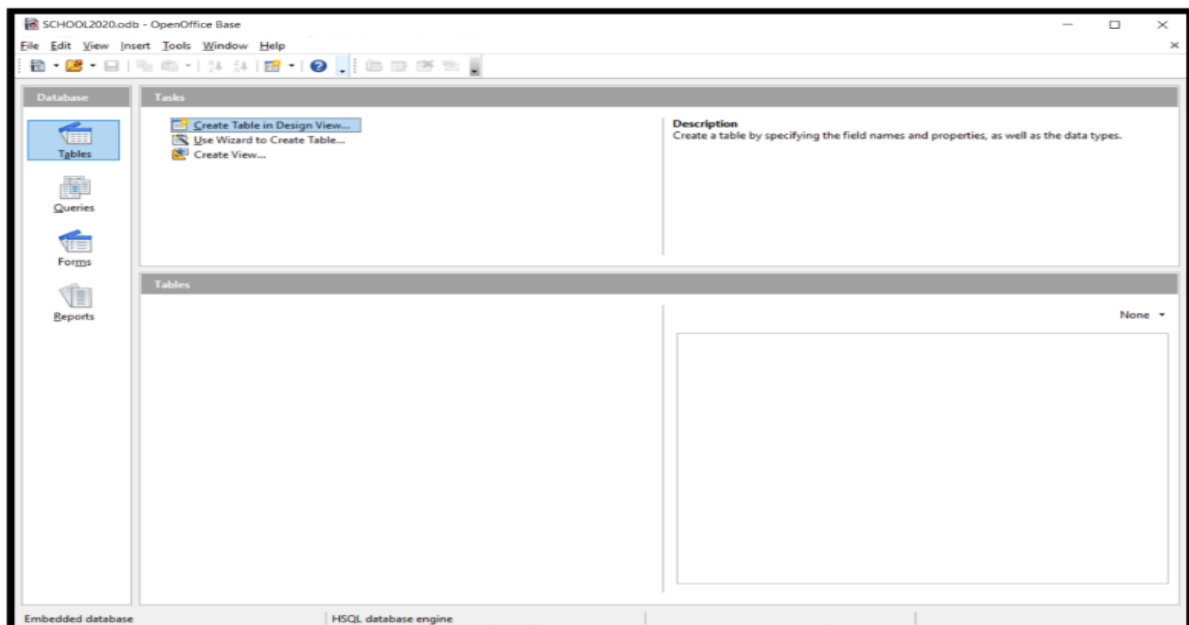 SCHOOL2020.odb - OpenOffice Base
File Edit View Insert Tools Window Help
Database
Tables
Queries
Forms
Reports
Tasks
Create Table in Design View...
Use Wizard to Create Table...
Create View...
Description
Create a table by specifying the field names and properties, as well as the data types.
Tables
None
Embedded database
HSQL database engine